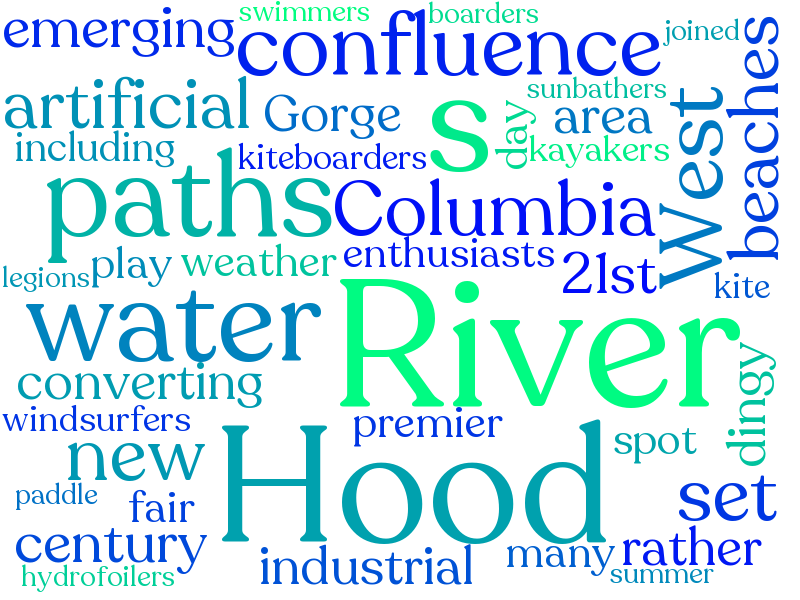 emerging
swimmers
boarders
confluence
joined
artificial
Gorge
s
day
sunbathers
area
West
beaches
including
kiteboarders
kayakers
paths
Columbia
legions
play
weather
enthusiasts
21st
kite
water
River
converting
windsurfers
premier
dingy
new
Hood
spot
paddle
fair
set
century
industrial
many
rather
hydrofoilers
summer